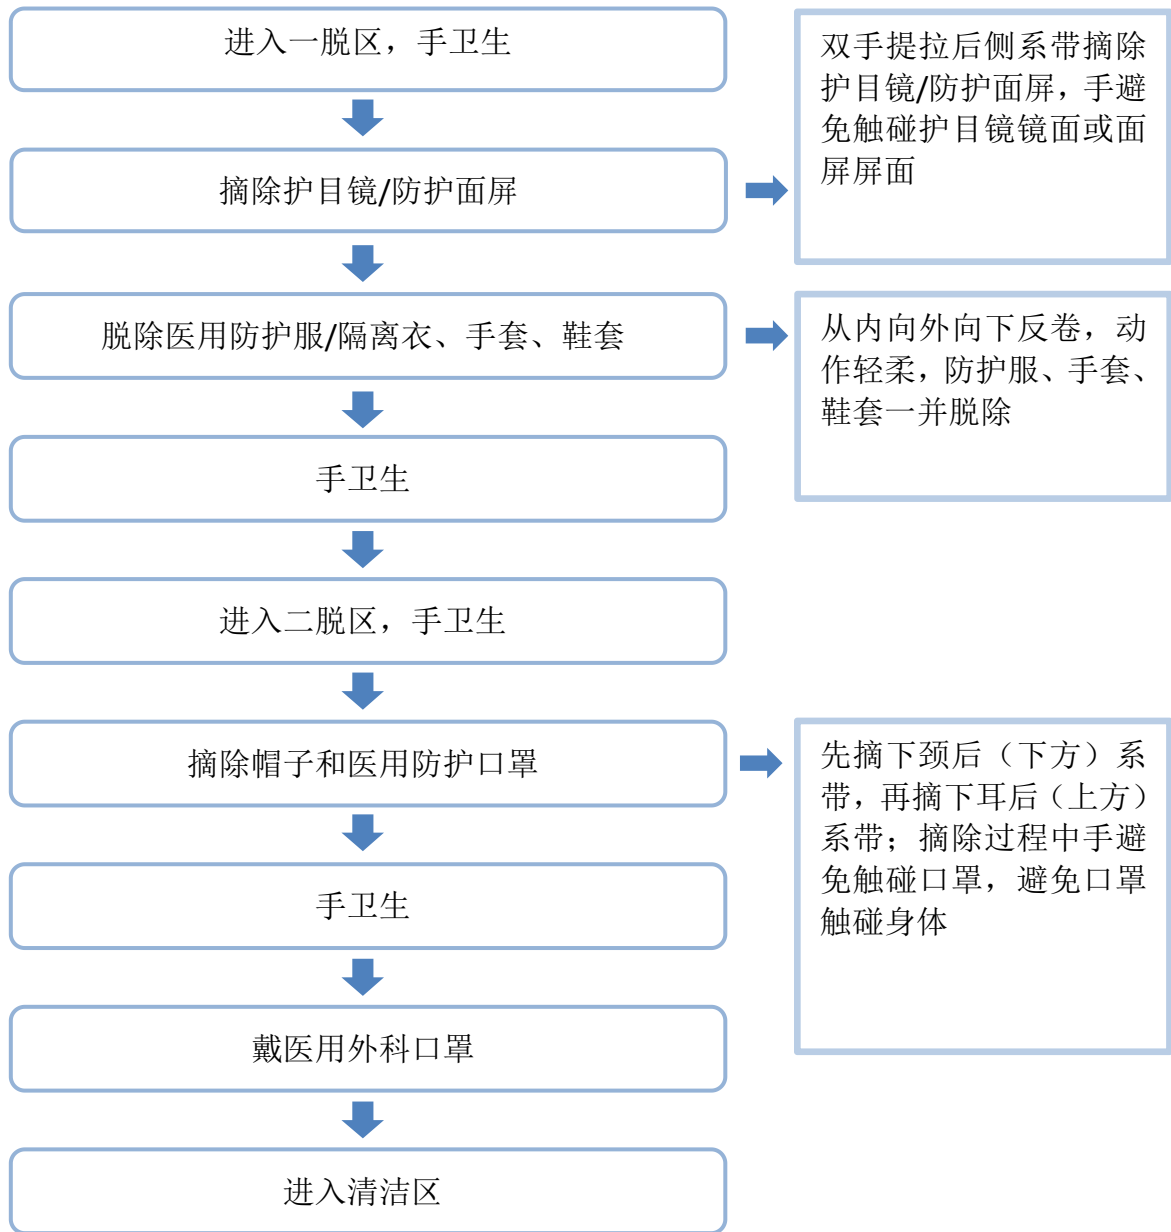 进入一脱区，手卫生
双手提拉后侧系带摘除
护目镜/防护面屏，手避
免触碰护目镜镜面或面
屏屏面
摘除护目镜/防护面屏
脱除医用防护服/隔离衣、手套、鞋套
从内向外向下反卷，动
作轻柔，防护服、手套、
鞋套一并脱除
手卫生
进入二脱区，手卫生
摘除帽子和医用防护口罩
先摘下颈后（下方）系
带，再摘下耳后（上方）
系带；摘除过程中手避
免触碰口罩，避免口罩
触碰身体
手卫生
戴医用外科口罩
进入清洁区